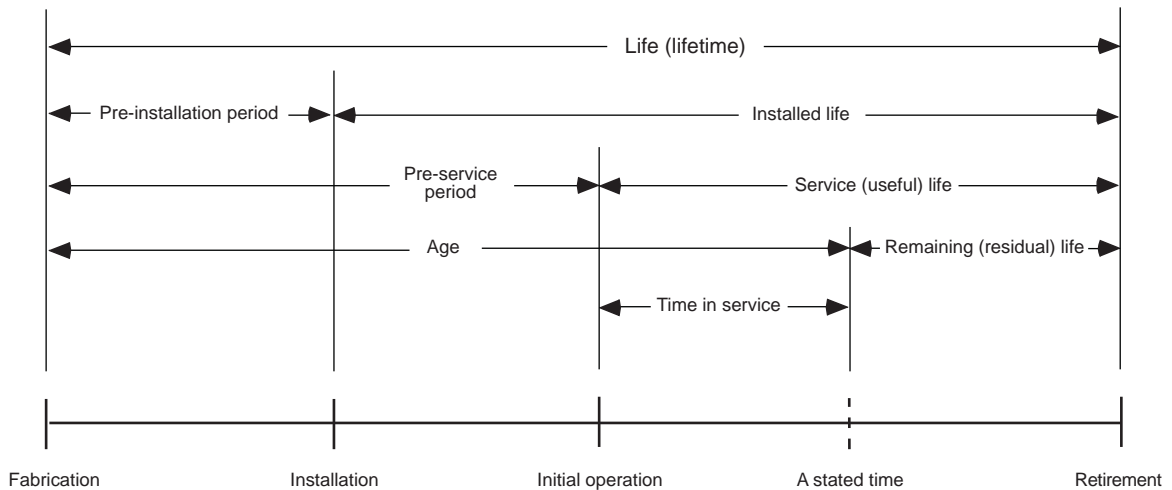 Life (lifetime)
Pre-installation period
Installed life
Pre-service
period
Service (useful) life
Age
Remaining (residual) life
Time in service
Fabrication
Installation
Initial operation
A stated time
Retirement